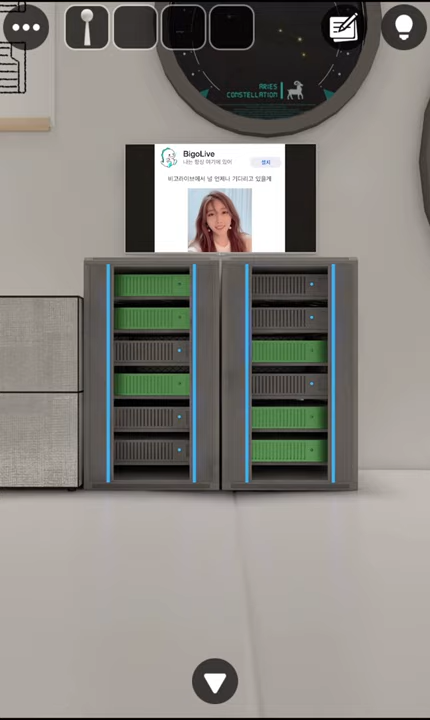 ARIES
CONSTELLATION
BigoLive
나는 항상 여기에 있어
설치
비고라이브에서 널 언제나 기다리고 있을게